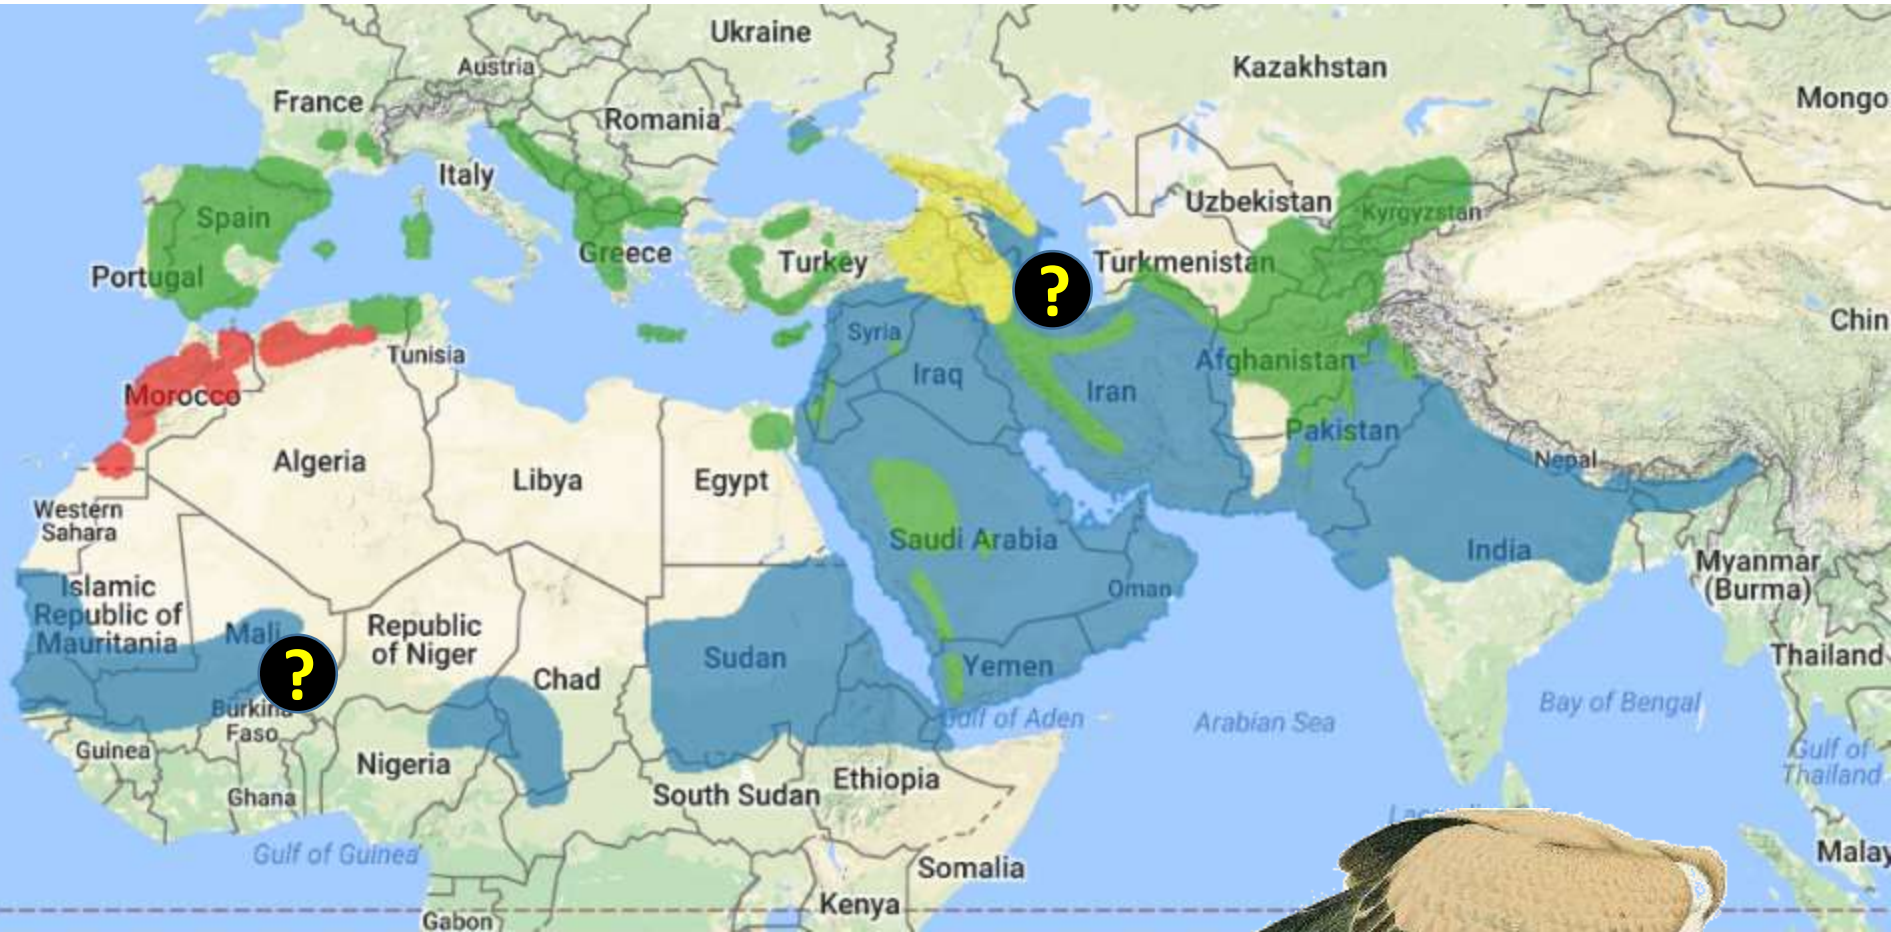 Ukraine
Austria
Kazakhstan
France
Mongo
Romania
Italy
Uzbekistan
Kyrgyzstan
Spain
Greece
Turkey
Turkmenistan
Portugal
?
Chin
Syria
Tunisia
Afghanistan
Iraq
Iran
Morocco
Pakistan
Algeria
Libya
Egypt
Nepal
Western
Sahara
Saudi Arabia
India
Myanmar
(Burma)
Islamic
Republic of
Mauritania
Oman
Mali
Republic
of Niger
Sudan
Yemen
Thailand
?
Chad
Burkina
Faso
Gulf of Aden
Arabian Sea
Bay of Bengal
Guinea
Nigeria
Ethiopia
Gulf of
Thailand
Ghana
South Sudan
Gulf of Guinea
Somalia
Malay
Kenya
Gabon